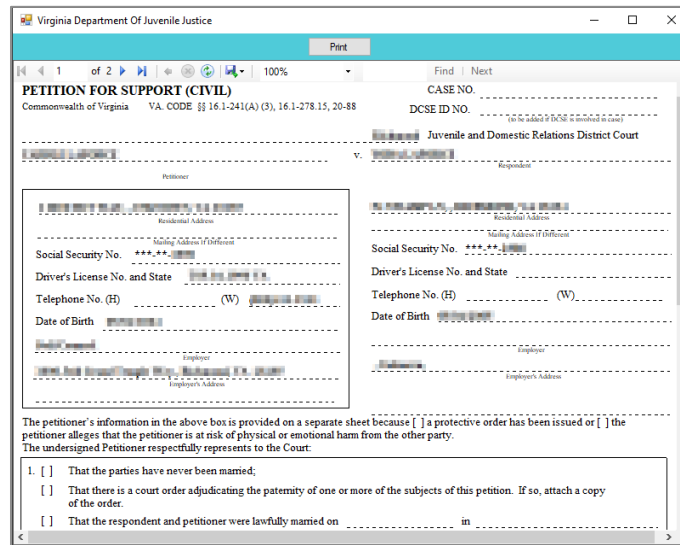 Virginia Department Of Juvenile Justice
Print
1 of 2 100% Find | Next
PETITION FOR SUPPORT (CIVIL)
Commonwealth of Virginia VA. CODE §§ 16.1-241(A) (3), 16.1-278.15, 20-88
CASE NO.
DCSE ID NO.
(to be added if DCSE is involved in case)
Juvenile and Domestic Relations District Court
v.
Petitioner
Respondent
Residential Address
Mailing Address If Different
Social Security No. ***-**-
Driver's License No. and State
Telephone No. (H) (W)
Date of Birth
Employer
Employer's Address
Residential Address
Mailing Address If Different
Social Security No. ***-**-
Driver's License No. and State
Telephone No. (H) (W)
Date of Birth
Employer
Employer's Address
The petitioner's information in the above box is provided on a separate sheet because [ ] a protective order has been issued or [ ] the
petitioner alleges that the petitioner is at risk of physical or emotional harm from the other party.
The undersigned Petitioner respectfully represents to the Court:
1. [ ] That the parties have never been married;
[ ] That there is a court order adjudicating the paternity of one or more of the subjects of this petition. If so, attach a copy
of the order.
[ ] That the respondent and petitioner were lawfully married on in